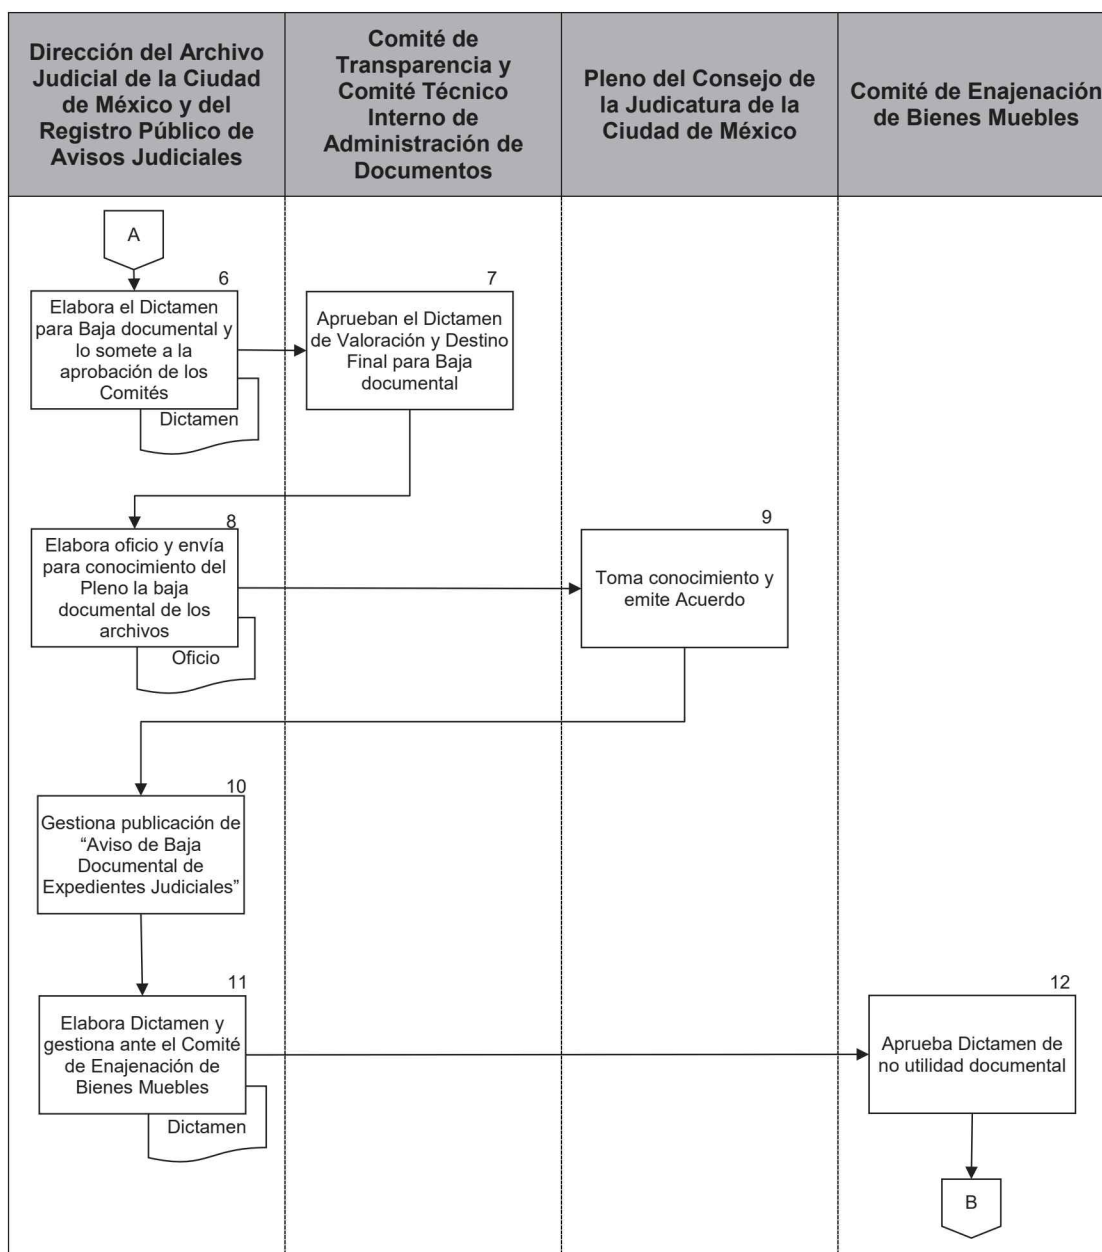 Dirección del Archivo
Judicial de la Ciudad
de México y del
Registro Público de
Avisos Judiciales
Comité de
Transparencia y
Comité Técnico
Interno de
Administración de
Documentos
Pleno del Consejo de
la Judicatura de la
Ciudad de México
Comité de Enajenación
de Bienes Muebles
A
6
Elabora el Dictamen
para Baja documental y
lo somete a la
aprobación de los
Comités
Dictamen
7
Aprueban el Dictamen
de Valoración y Destino
Final para Baja
documental
8
Elabora oficio y envía
para conocimiento del
Pleno la baja
documental de los
archivos
Oficio
9
Toma conocimiento y
emite Acuerdo
10
Gestiona publicación de
“Aviso de Baja
Documental de
Expedientes Judiciales”
11
Elabora Dictamen y
gestiona ante el Comité
de Enajenación de
Bienes Muebles
Dictamen
12
Aprueba Dictamen de
no utilidad documental
B